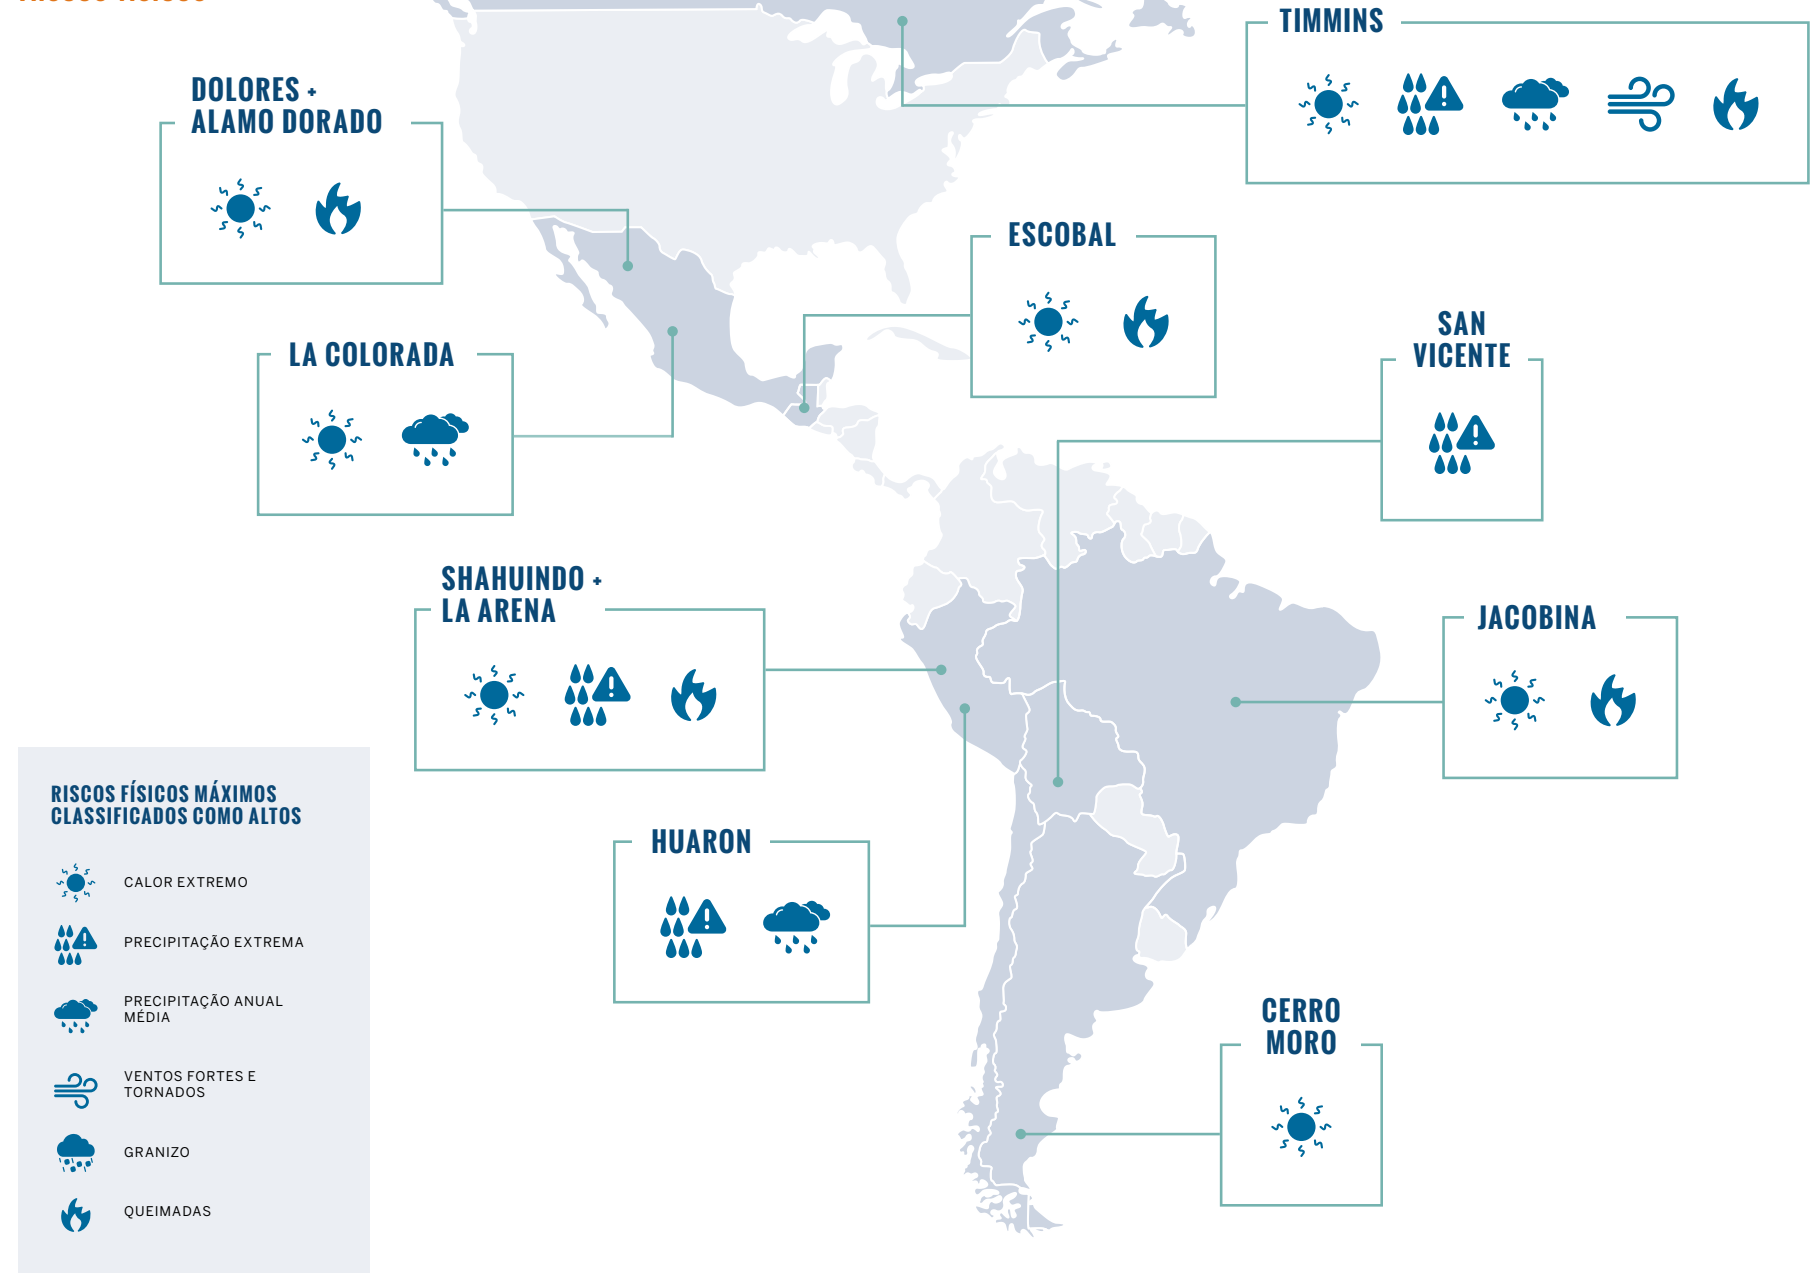 TIMMINS
DOLORES +
ALAMO DORADO
ESCOBAL
SAN
VICENTE
LA COLORADA
SHAHUINDO +
LA ARENA
JACOBINA
HUARON
CERRO
MORO
RISCOS FÍSICOS MÁXIMOS
CLASSIFICADOS COMO ALTOS
CALOR EXTREMO
PRECIPITAÇÃO EXTREMA
PRECIPITAÇÃO ANUAL
MÉDIA
VENTOS FORTES E
TORNADOS
GRANIZO
QUEIMADAS